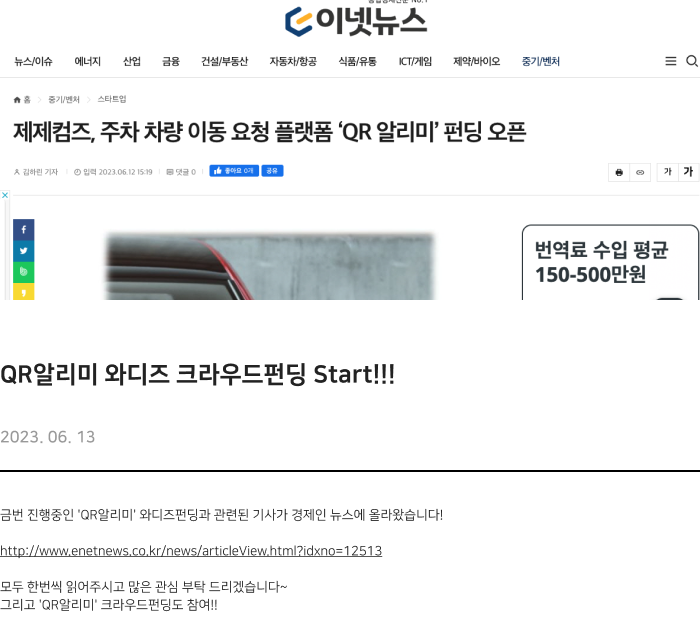 이넷뉴스
뉴스/이슈 에너지 산업 금융 건설/부동산 자동차/항공 식품/유통 ICT/게임 제약/바이오 중기/벤처
홈 > 중기/벤처 > 스타트업
제제컴즈, 주차 차량 이동 요청 플랫폼 ‘QR 알리미’ 펀딩 오픈
김하린 기자 입력 2023.06.12 15:19 댓글 0 좋아요 0개 공유
가 가
번역료 수입 평균
150-500만원
QR알리미 와디즈 크라우드펀딩 Start!!!
2023. 06. 13
금번 진행중인 'QR알리미' 와디즈펀딩과 관련된 기사가 경제인 뉴스에 올라왔습니다!
http://www.enetnews.co.kr/news/articleView.html?idxno=12513
모두 한번씩 읽어주시고 많은 관심 부탁 드리겠습니다~
그리고 'QR알리미' 크라우드펀딩도 참여!!